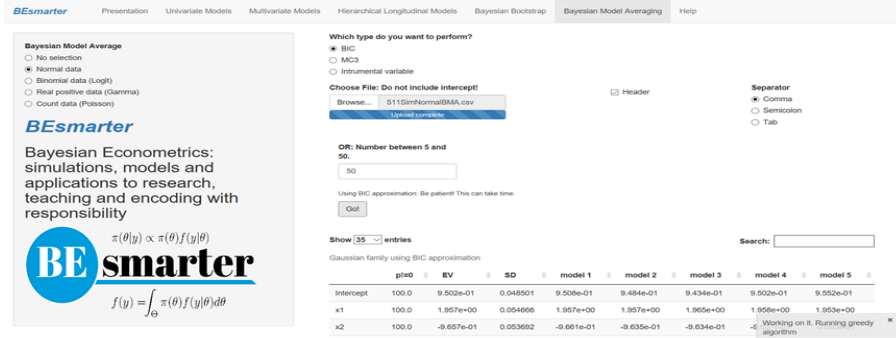 BEsmarter Presentation Univariate Models Multivariate Models Hierarchical Longitudinal Models Bayesian Bootstrap Bayesian Model Averaging Help
Bayesian Model Average
No selection
Normal data
Binomial data (Logit)
Real positive data (Gamma)
Count data (Poisson)
BEsmarter
Bayesian Econometrics:
simulations, models and
applications to research,
teaching and encoding with
responsibility
π(θ|y) ∝ π(θ)f(y|θ)
BE smarter
f(y) = ∫Θ π(θ)f(y|θ)dθ
Which type do you want to perform?
BIC
MC3
Intrumental variable
Choose File: Do not include intercept!
Browse... 511SimNormalBMA.csv
Upload complete
Header
Separator
Comma
Semicolon
Tab
OR: Number between 5 and
50.
50
Using BIC approximation: Be patient! This can take time.
Go!
Show 35 entries
Search:
Gaussian family using BIC approximation
p!=0 EV SD model 1 model 2 model 3 model 4 model 5
Intercept 100.0 9.502e-01 0.048501 9.508e-01 9.484e-01 9.434e-01 9.502e-01 9.552e-01
x1 100.0 1.957e+00 0.054666 1.957e+00 1.957e+00 1.965e+00 1.958e+00 1.953e+00
x2 100.0 -9.657e-01 0.053692 -9.661e-01 -9.635e-01 -9.634e-01
Working on it. Running greedy
algorithm